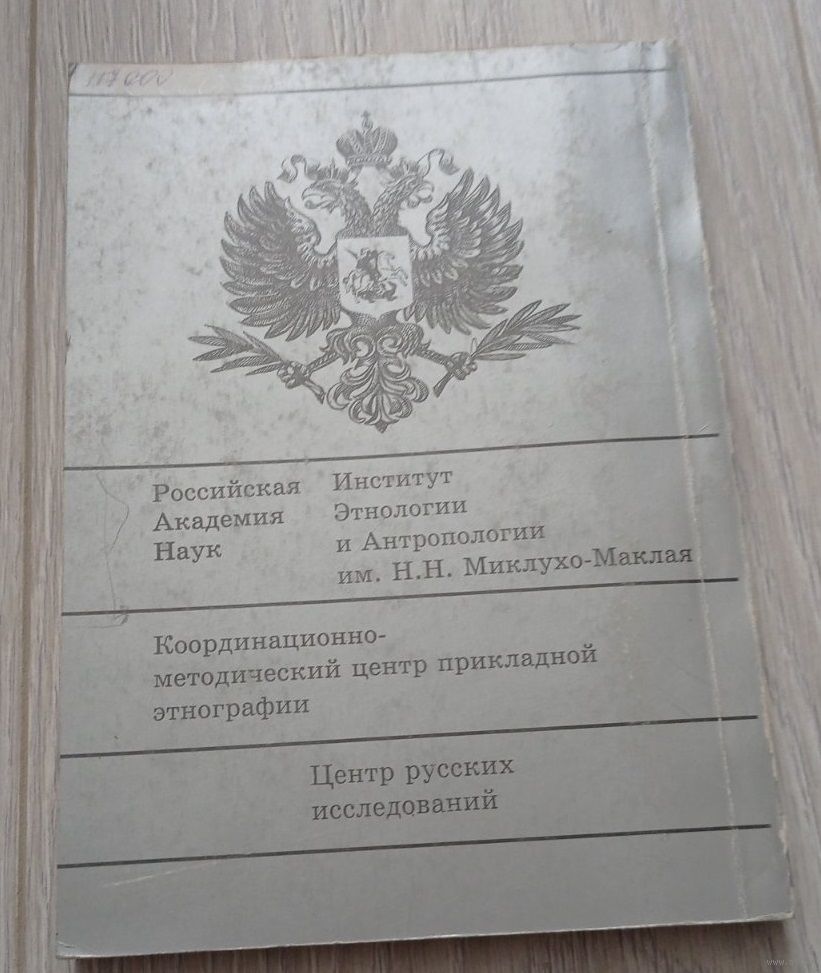 Российская
Академия
Наук
Институт
Этнологии
и Антропологии
им. Н.Н. Миклухо-Маклая
Координационно-
методический центр прикладной
этнографии
Центр русских
исследований